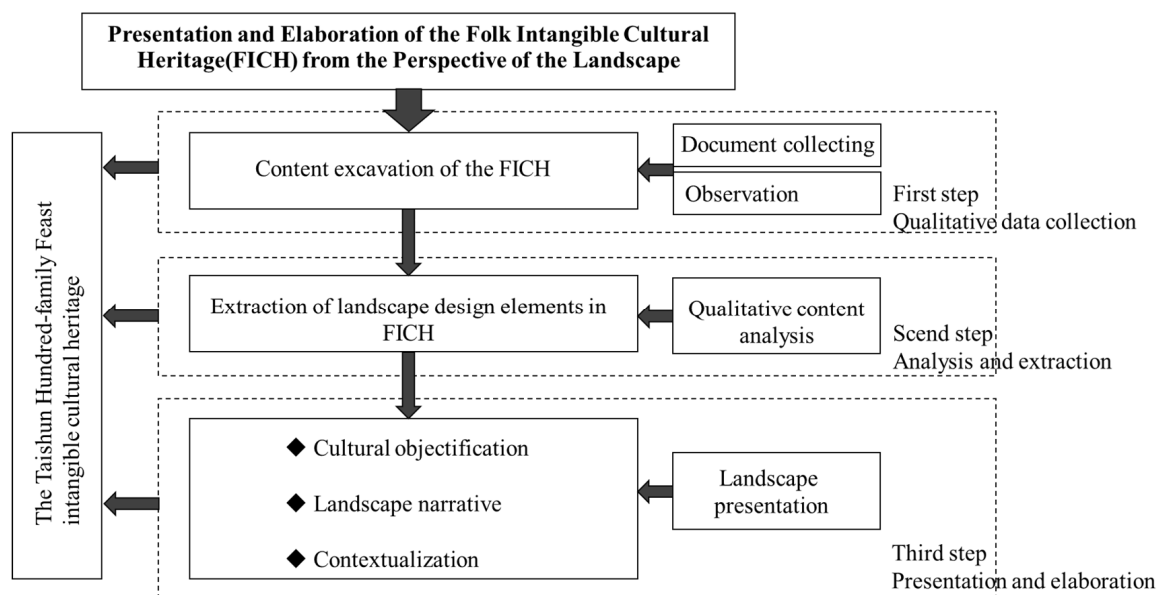 Presentation and Elaboration of the Folk Intangible Cultural
Heritage(FICH) from the Perspective of the Landscape
The Taishun Hundred-family Feast
intangible cultural heritage
Content excavation of the FICH
Document collecting
Observation
First step
Qualitative data collection
Extraction of landscape design elements in
FICH
Qualitative content
analysis
Scend step
Analysis and extraction
◆ Cultural objectification
◆ Landscape narrative
◆ Contextualization
Landscape
presentation
Third step
Presentation and elaboration